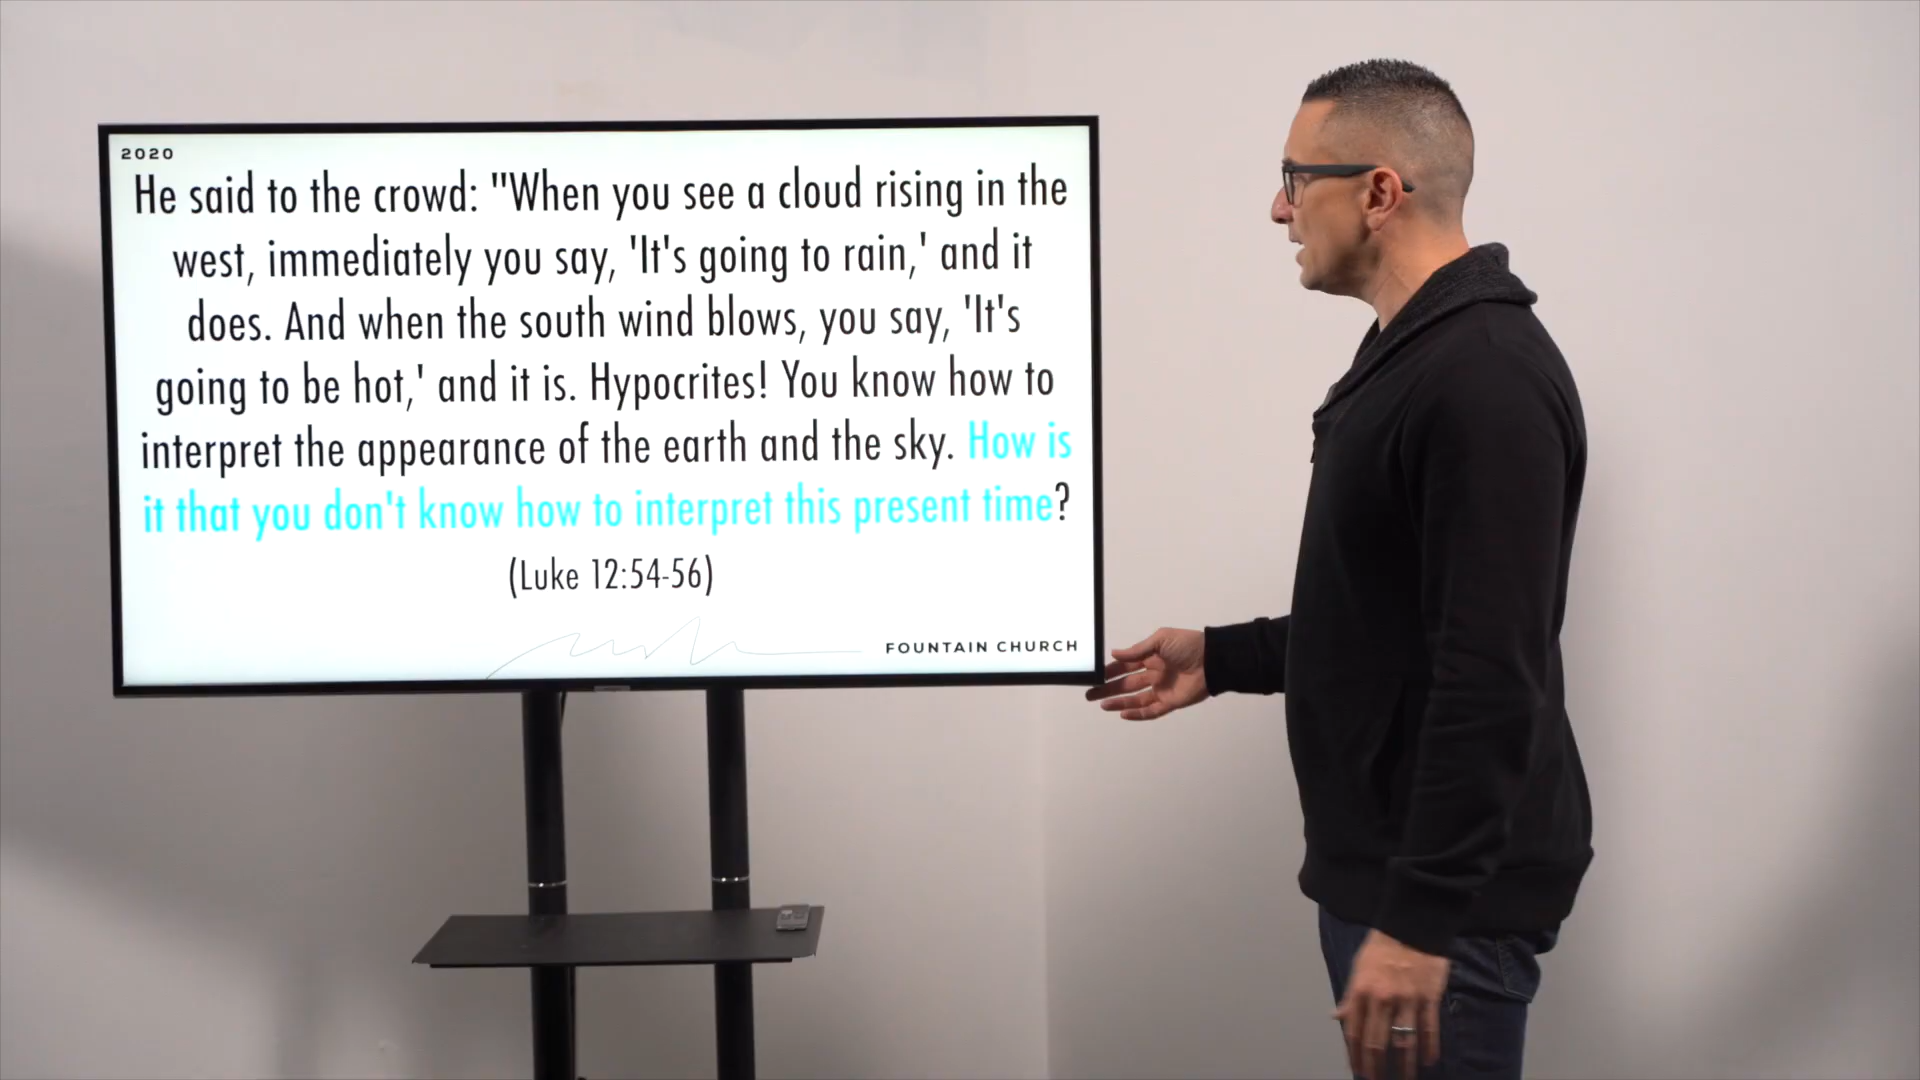 2020
He said to the crowd: "When you see a cloud rising in the
west, immediately you say, 'It's going to rain,' and it
does. And when the south wind blows, you say, 'It's
going to be hot,' and it is. Hypocrites! You know how to
interpret the appearance of the earth and the sky. How is
it that you don't know how to interpret this present time?
(Luke 12:54-56)
FOUNTAIN CHURCH